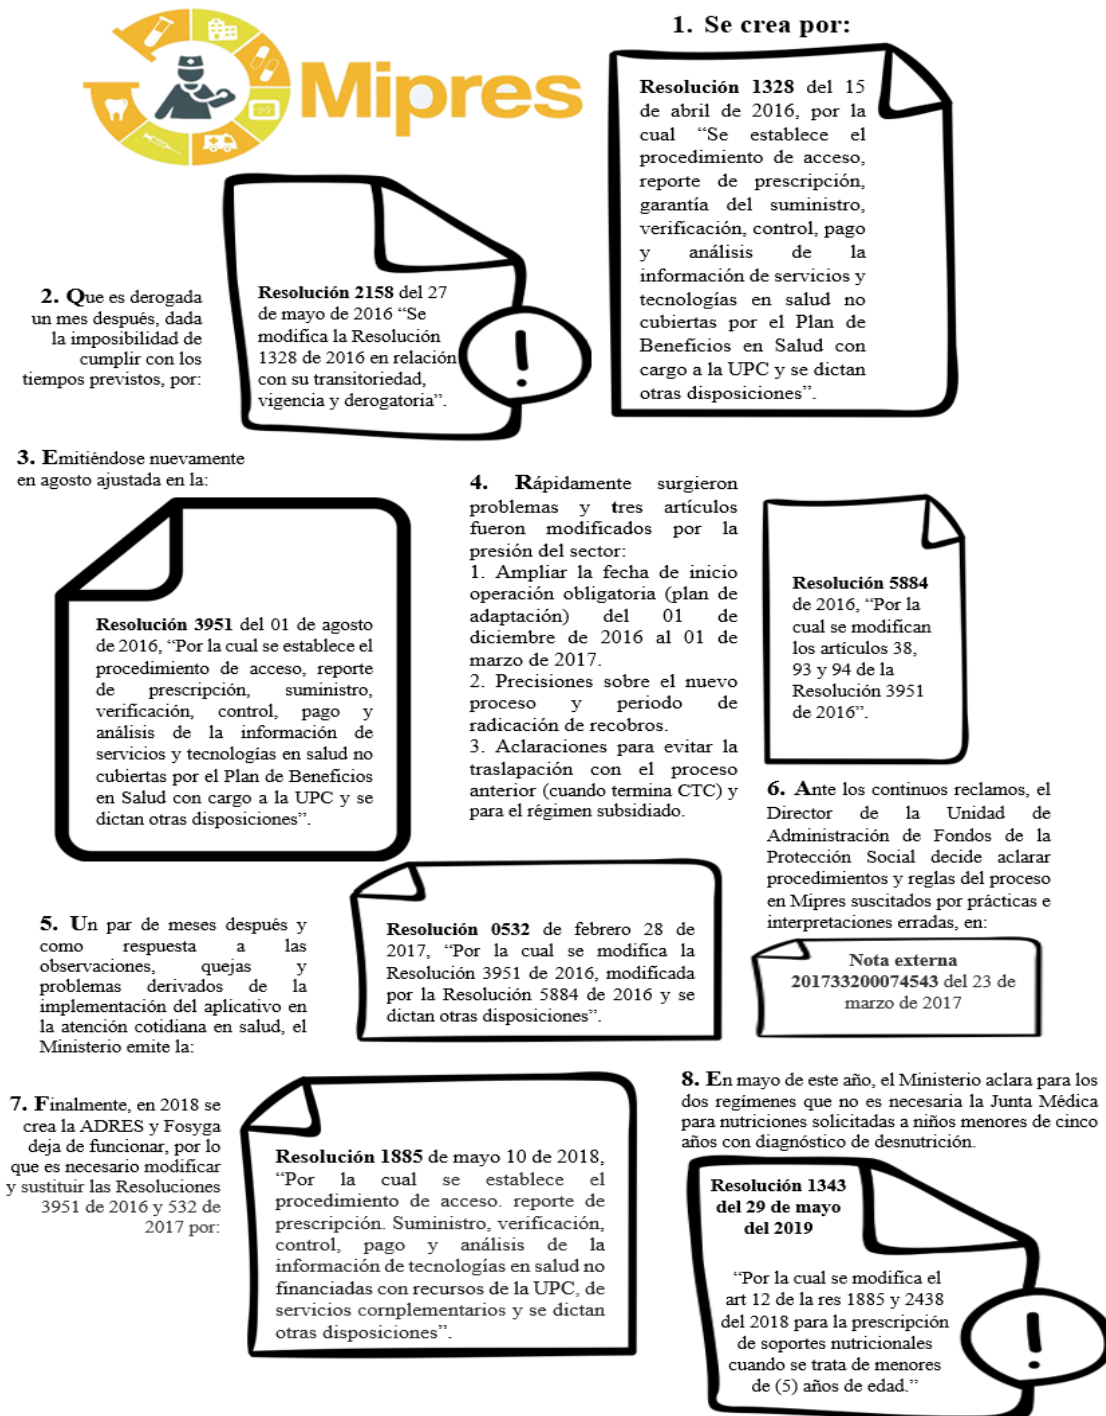 Mipres
1. Se crea por:
Resolución 1328 del 15
de abril de 2016, por la
cual “Se establece el
procedimiento de acceso,
reporte de prescripción,
garantía del suministro,
verificación, control, pago
y análisis de la
información de servicios y
tecnologías en salud no
cubiertas por el Plan de
Beneficios en Salud con
cargo a la UPC y se dictan
otras disposiciones”.
2. Que es derogada
un mes después, dada
la imposibilidad de
cumplir con los
tiempos previstos, por:
Resolución 2158 del 27
de mayo de 2016 “Se
modifica la Resolución
1328 de 2016 en relación
con su transitoriedad,
vigencia y derogatoria”.
!
3. Emitiéndose nuevamente
en agosto ajustada en la:
Resolución 3951 del 01 de agosto
de 2016, “Por la cual se establece el
procedimiento de acceso, reporte
de prescripción, suministro,
verificación, control, pago y
análisis de la información de
servicios y tecnologías en salud no
cubiertas por el Plan de Beneficios
en Salud con cargo a la UPC y se
dictan otras disposiciones”.
4. Rápidamente surgieron
problemas y tres artículos
fueron modificados por la
presión del sector:
1. Ampliar la fecha de inicio
operación obligatoria (plan de
adaptación) del 01 de
diciembre de 2016 al 01 de
marzo de 2017.
2. Precisiones sobre el nuevo
proceso y periodo de
radicación de recobros.
3. Aclaraciones para evitar la
traslapación con el proceso
anterior (cuando termina CTC) y
para el régimen subsidiado.
Resolución 5884
de 2016, “Por la
cual se modifican
los artículos 38,
93 y 94 de la
Resolución 3951
de 2016”.
5. Un par de meses después y
como respuesta a las
observaciones, quejas y
problemas derivados de la
implementación del aplicativo en
la atención cotidiana en salud, el
Ministerio emite la:
Resolución 0532 de febrero 28 de
2017, “Por la cual se modifica la
Resolución 3951 de 2016, modificada
por la Resolución 5884 de 2016 y se
dictan otras disposiciones”.
6. Ante los continuos reclamos, el
Director de la Unidad de
Administración de Fondos de la
Protección Social decide aclarar
procedimientos y reglas del proceso
en Mipres suscitados por prácticas e
interpretaciones erradas, en:
Nota externa
201733200074543 del 23 de
marzo de 2017
7. Finalmente, en 2018 se
crea la ADRES y Fosyga
deja de funcionar, por lo
que es necesario modificar
y sustituir las Resoluciones
3951 de 2016 y 532 de
2017 por:
Resolución 1885 de mayo 10 de 2018,
“Por la cual se establece el
procedimiento de acceso. reporte de
prescripción. Suministro, verificación,
control, pago y análisis de la
información de tecnologías en salud no
financiadas con recursos de la UPC, de
servicios cornplementarios y se dictan
otras disposiciones”.
8. En mayo de este año, el Ministerio aclara para los
dos regímenes que no es necesaria la Junta Médica
para nutriciones solicitadas a niños menores de cinco
años con diagnóstico de desnutrición.
Resolución 1343
del 29 de mayo
del 2019
“Por la cual se modifica el
art 12 de la res 1885 y 2438
del 2018 para la prescripción
de soportes nutricionales
cuando se trata de menores
de (5) años de edad.”
!